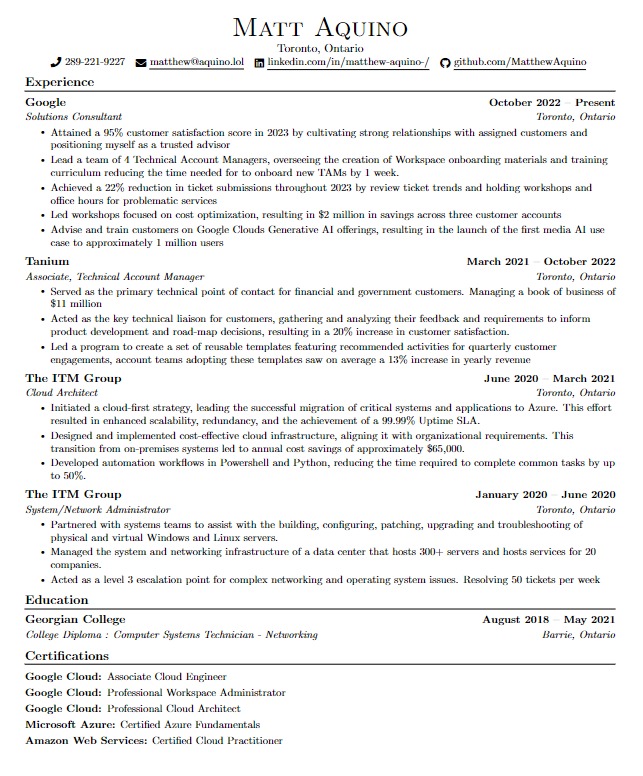 Matt Aquino
Toronto, Ontario
289-221-9227 matthew@aquino.lol linkedin.com/in/matthew-aquino-/ github.com/MatthewAquino
Experience
Google October 2022 – Present
Solutions Consultant Toronto, Ontario
• Attained a 95% customer satisfaction score in 2023 by cultivating strong relationships with assigned customers and
positioning myself as a trusted advisor
• Lead a team of 4 Technical Account Managers, overseeing the creation of Workspace onboarding materials and training
curriculum reducing the time needed for to onboard new TAMs by 1 week.
• Achieved a 22% reduction in ticket submissions throughout 2023 by review ticket trends and holding workshops and
office hours for problematic services
• Led workshops focused on cost optimization, resulting in $2 million in savings across three customer accounts
• Advise and train customers on Google Clouds Generative AI offerings, resulting in the launch of the first media AI use
case to approximately 1 million users
Tanium March 2021 – October 2022
Associate, Technical Account Manager Toronto, Ontario
• Served as the primary technical point of contact for financial and government customers. Managing a book of business of
$11 million
• Acted as the key technical liaison for customers, gathering and analyzing their feedback and requirements to inform
product development and road-map decisions, resulting in a 20% increase in customer satisfaction.
• Led a program to create a set of reusable templates featuring recommended activities for quarterly customer
engagements, account teams adopting these templates saw on average a 13% increase in yearly revenue
The ITM Group June 2020 – March 2021
Cloud Architect Toronto, Ontario
• Initiated a cloud-first strategy, leading the successful migration of critical systems and applications to Azure. This effort
resulted in enhanced scalability, redundancy, and the achievement of a 99.99% Uptime SLA.
• Designed and implemented cost-effective cloud infrastructure, aligning it with organizational requirements. This
transition from on-premises systems led to annual cost savings of approximately $65,000.
• Developed automation workflows in Powershell and Python, reducing the time required to complete common tasks by up
to 50%.
The ITM Group January 2020 – June 2020
System/Network Administrator Toronto, Ontario
• Partnered with systems teams to assist with the building, configuring, patching, upgrading and troubleshooting of
physical and virtual Windows and Linux servers.
• Managed the system and networking infrastructure of a data center that hosts 300+ servers and hosts services for 20
companies.
• Acted as a level 3 escalation point for complex networking and operating system issues. Resolving 50 tickets per week
Education
Georgian College August 2018 – May 2021
College Diploma : Computer Systems Technician - Networking Barrie, Ontario
Certifications
Google Cloud: Associate Cloud Engineer
Google Cloud: Professional Workspace Administrator
Google Cloud: Professional Cloud Architect
Microsoft Azure: Certified Azure Fundamentals
Amazon Web Services: Certified Cloud Practitioner